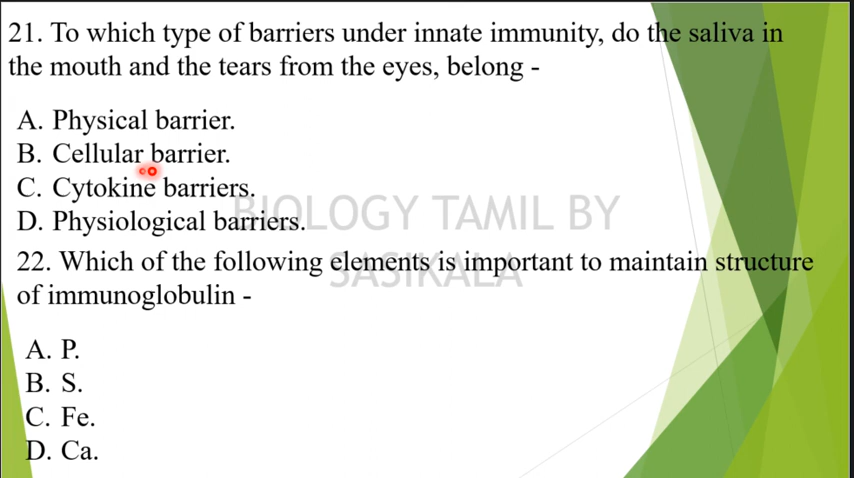 21. To which type of barriers under innate immunity, do the saliva in
the mouth and the tears from the eyes, belong -
A. Physical barrier.
B. Cellular barrier.
C. Cytokine barriers.
D. Physiological barriers.
BIOLOGY TAMIL BY
SASIKALA
22. Which of the following elements is important to maintain structure
of immunoglobulin -
A. P.
B. S.
C. Fe.
D. Ca.